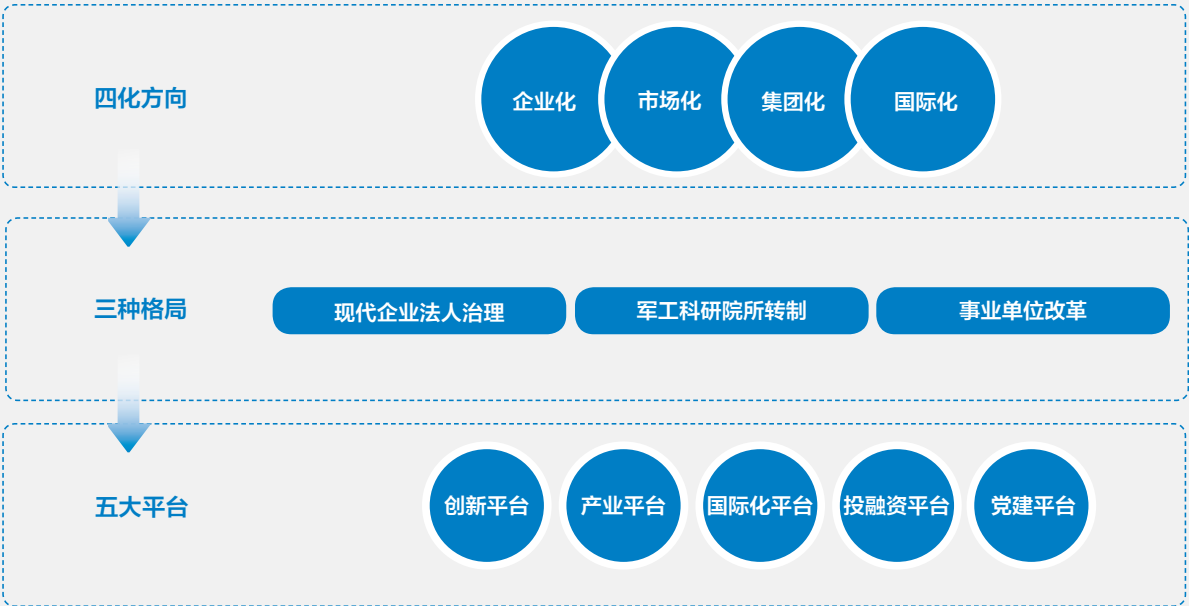 四化方向
企业化
市场化
集团化
国际化
三种格局
现代企业法人治理
军工科研院所转制
事业单位改革
五大平台
创新平台
产业平台
国际化平台
投融资平台
党建平台